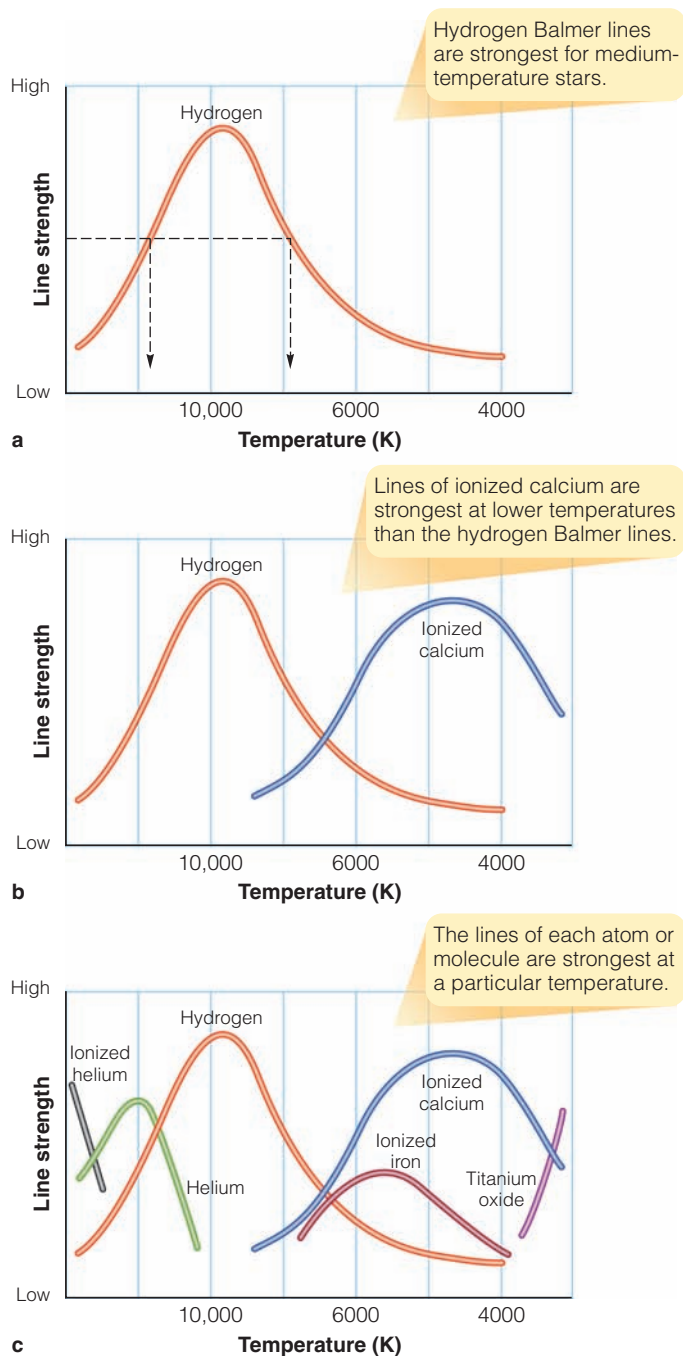 Hydrogen Balmer lines
are strongest for medium-
temperature stars.
High
Hydrogen
Line strength
Low
10,000
6000
4000
a
Temperature (K)
Lines of ionized calcium are
strongest at lower temperatures
than the hydrogen Balmer lines.
High
Hydrogen
Ionized
calcium
Line strength
Low
10,000
6000
4000
b
Temperature (K)
The lines of each atom or
molecule are strongest at
a particular temperature.
High
Hydrogen
Ionized
helium
Ionized
calcium
Ionized
iron
Line strength
Helium
Titanium
oxide
Low
10,000
6000
4000
c
Temperature (K)